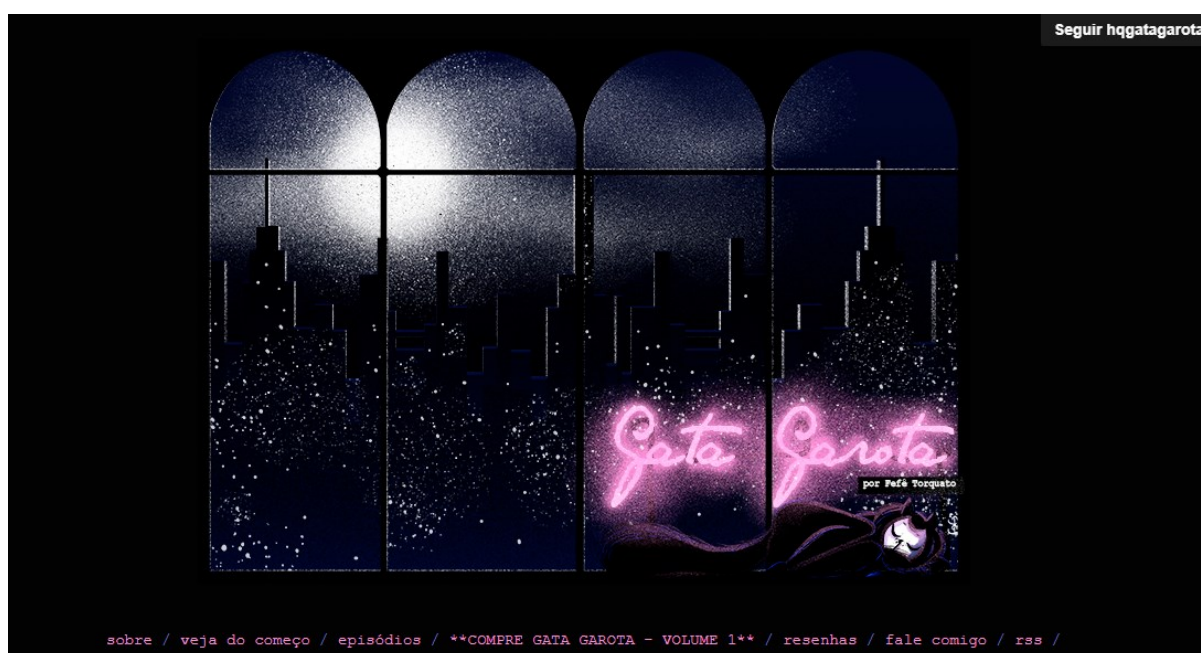 Seguir hqgatagarota
Gata Garota
por Fefê Torquato
sobre / veja do começo / episódios / **COMPRE GATA GAROTA - VOLUME 1** / resenhas / fale comigo / rss /